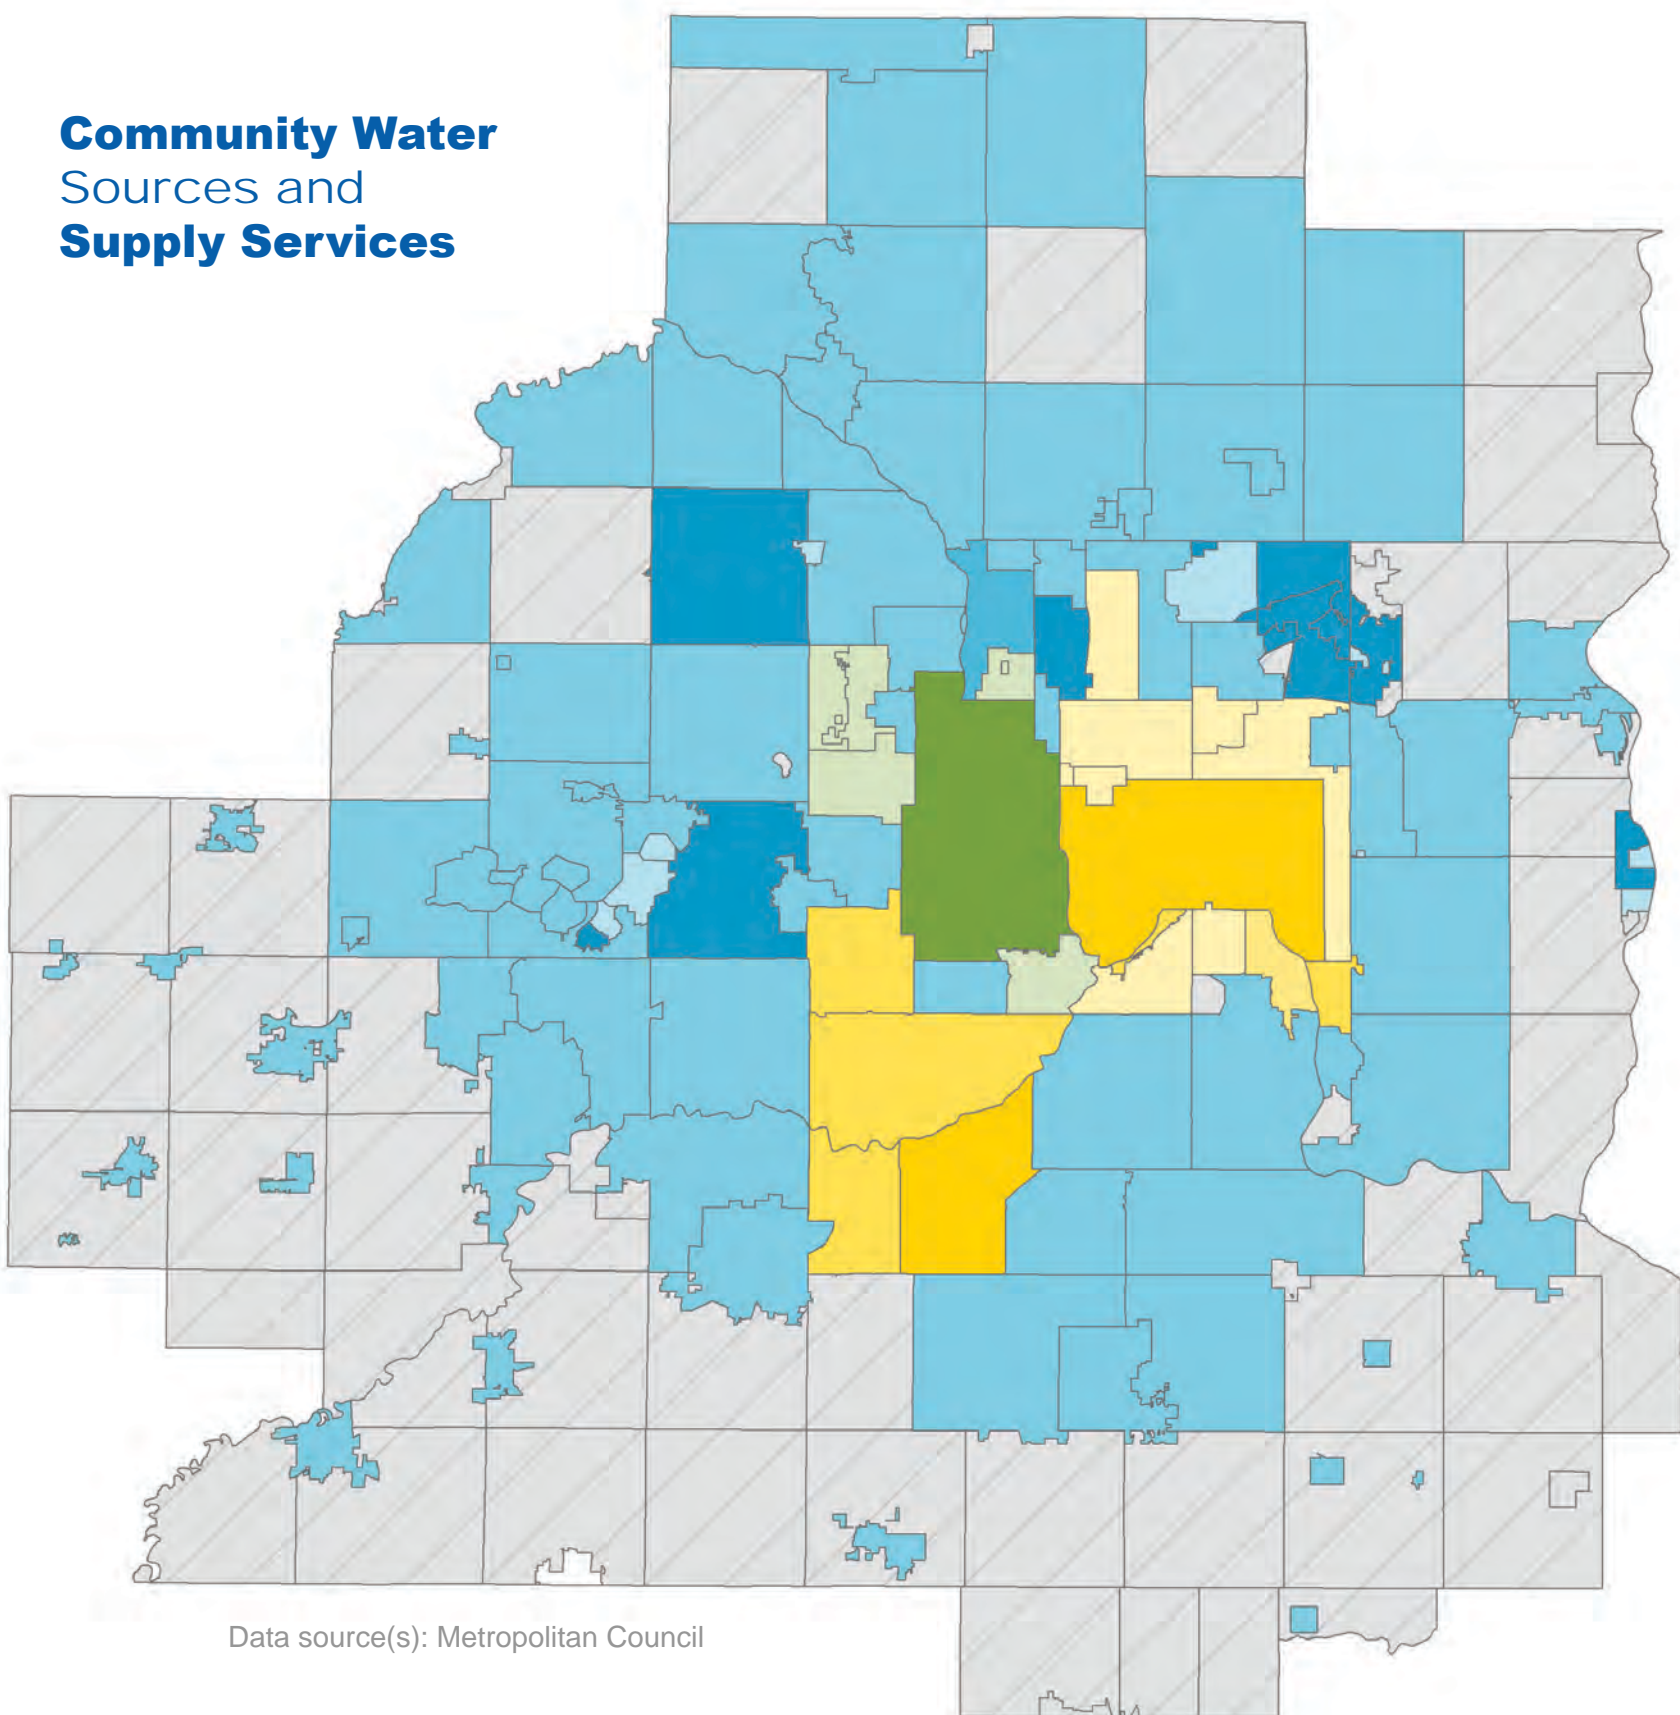 Community Water
Sources and
Supply Services
Data source(s): Metropolitan Council